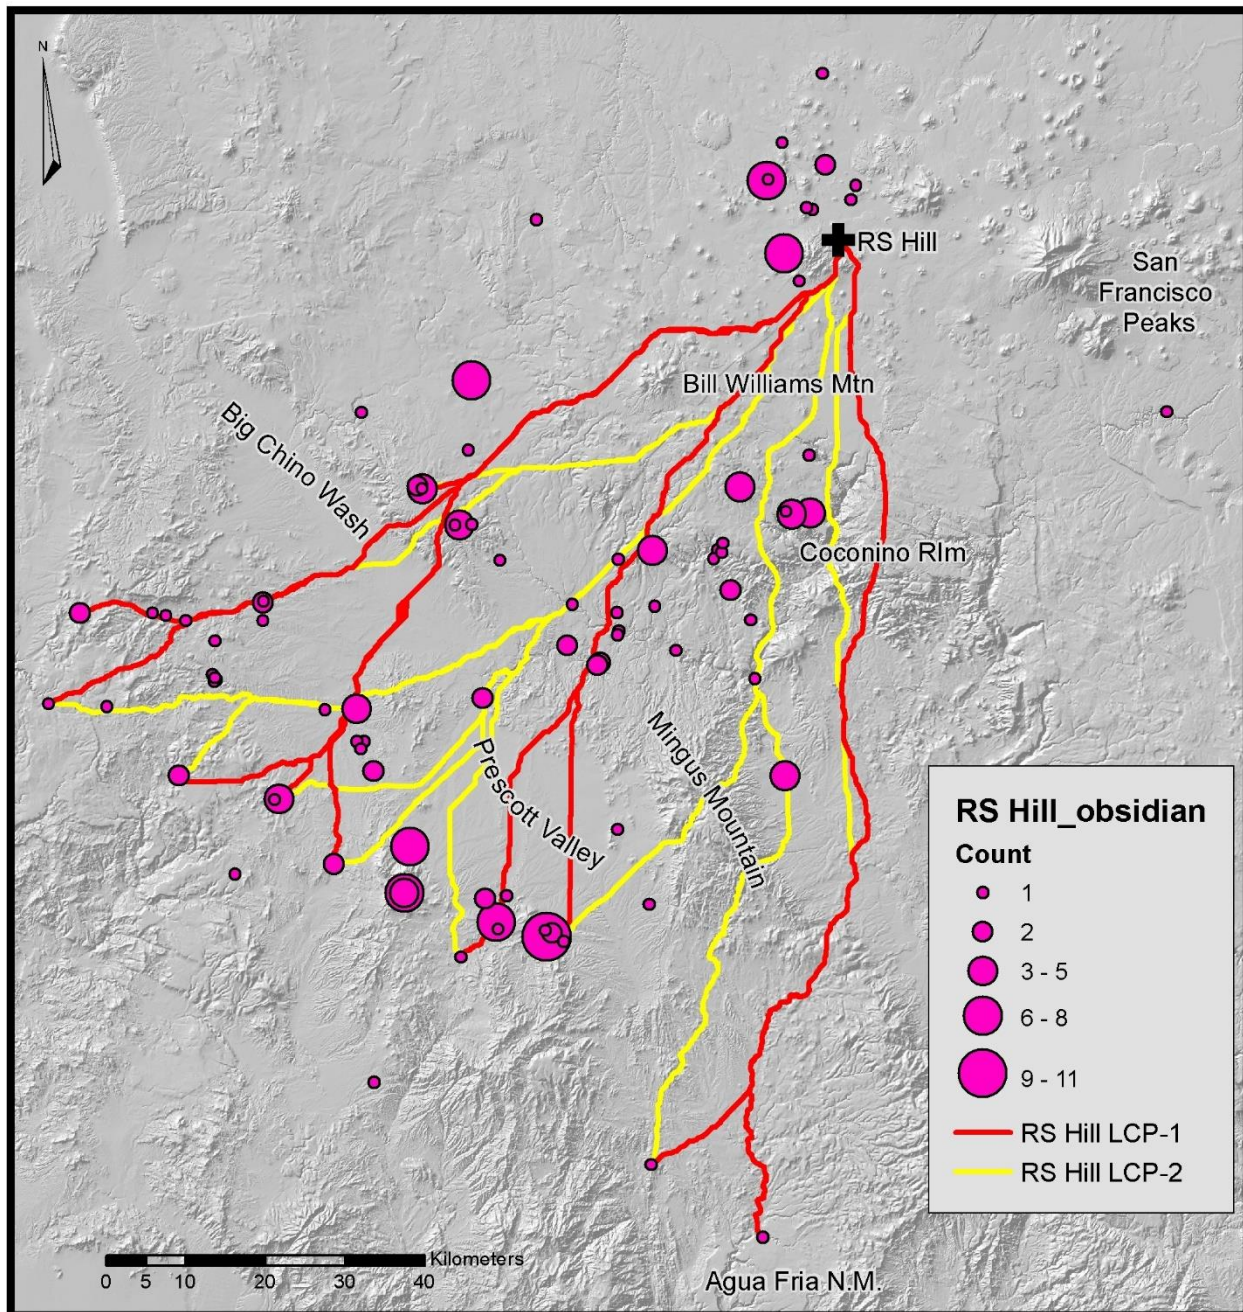 N
RS Hill
San
Francisco
Peaks
Bill Williams Mtn
Big Chino Wash
Coconino RIm
Mingus Mountain
Prescott Valley
RS Hill_obsidian
Count
1
2
3 - 5
6 - 8
9 - 11
RS Hill LCP-1
RS Hill LCP-2
Kilometers
0 5 10 20 30 40
Agua Fria N.M.